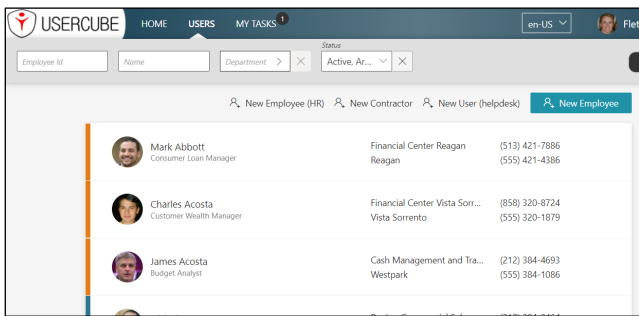 USERCUBE HOME USERS MY TASKS 1 en-US Flet
Status
Employee Id Name Department Active, Ar...
New Employee (HR) New Contractor New User (helpdesk) New Employee
Mark Abbott Financial Center Reagan (513) 421-7886
Consumer Loan Manager Reagan (555) 421-4386
Charles Acosta Financial Center Vista Sorr... (858) 320-8724
Customer Wealth Manager Vista Sorrento (555) 320-1879
James Acosta Cash Management and Tra... (212) 384-4693
Budget Analyst Westpark (555) 384-1086